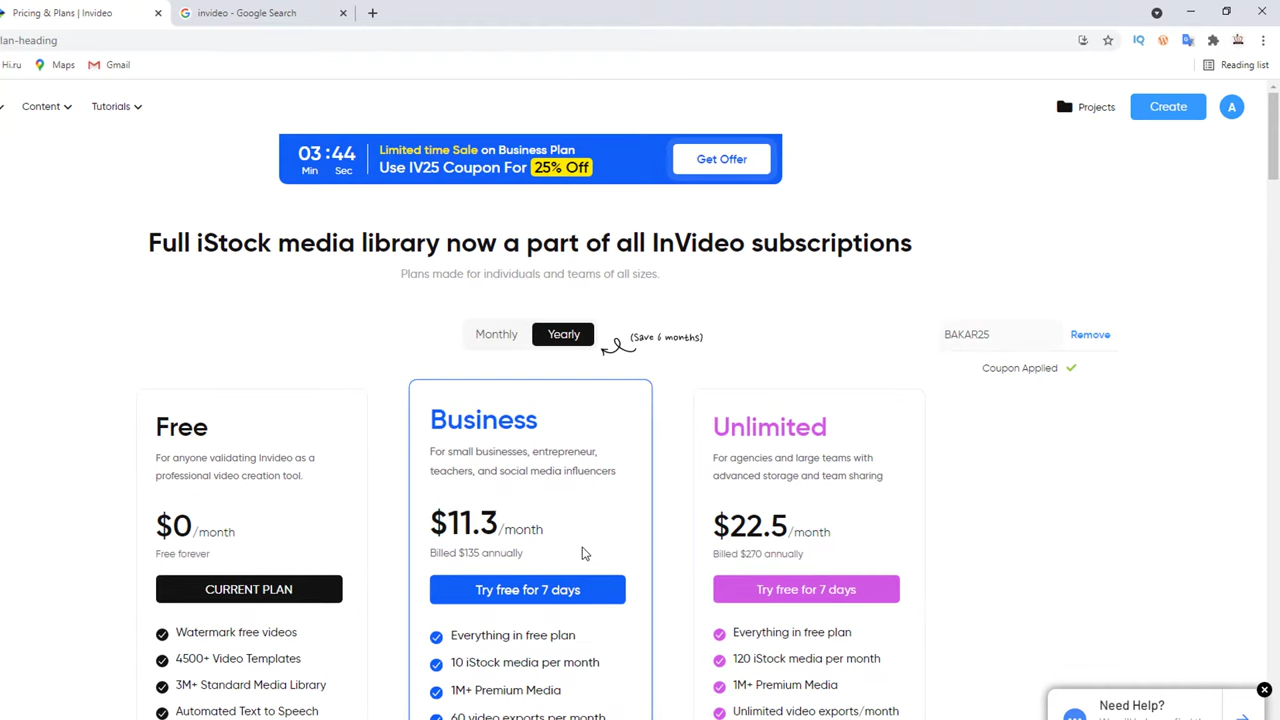 Pricing & Plans | Invideo
invideo - Google Search
lan-heading
Hi.ru
Maps
Gmail
IQ
Reading list
Content
Tutorials
Projects
Create
A
03 : 44
Min Sec
Limited time Sale on Business Plan
Use IV25 Coupon For 25% Off
Get Offer
Full iStock media library now a part of all InVideo subscriptions
Plans made for individuals and teams of all sizes.
Monthly
Yearly
(Save 6 months)
BAKAR25
Remove
Coupon Applied
Free
For anyone validating Invideo as a
professional video creation tool.
$0/month
Free forever
CURRENT PLAN
Watermark free videos
4500+ Video Templates
3M+ Standard Media Library
Automated Text to Speech
Business
For small businesses, entrepreneur,
teachers, and social media influencers
$11.3/month
Billed $135 annually
Try free for 7 days
Everything in free plan
10 iStock media per month
1M+ Premium Media
60 video exports per month
Unlimited
For agencies and large teams with
advanced storage and team sharing
$22.5/month
Billed $270 annually
Try free for 7 days
Everything in free plan
120 iStock media per month
1M+ Premium Media
Unlimited video exports/month
Need Help?